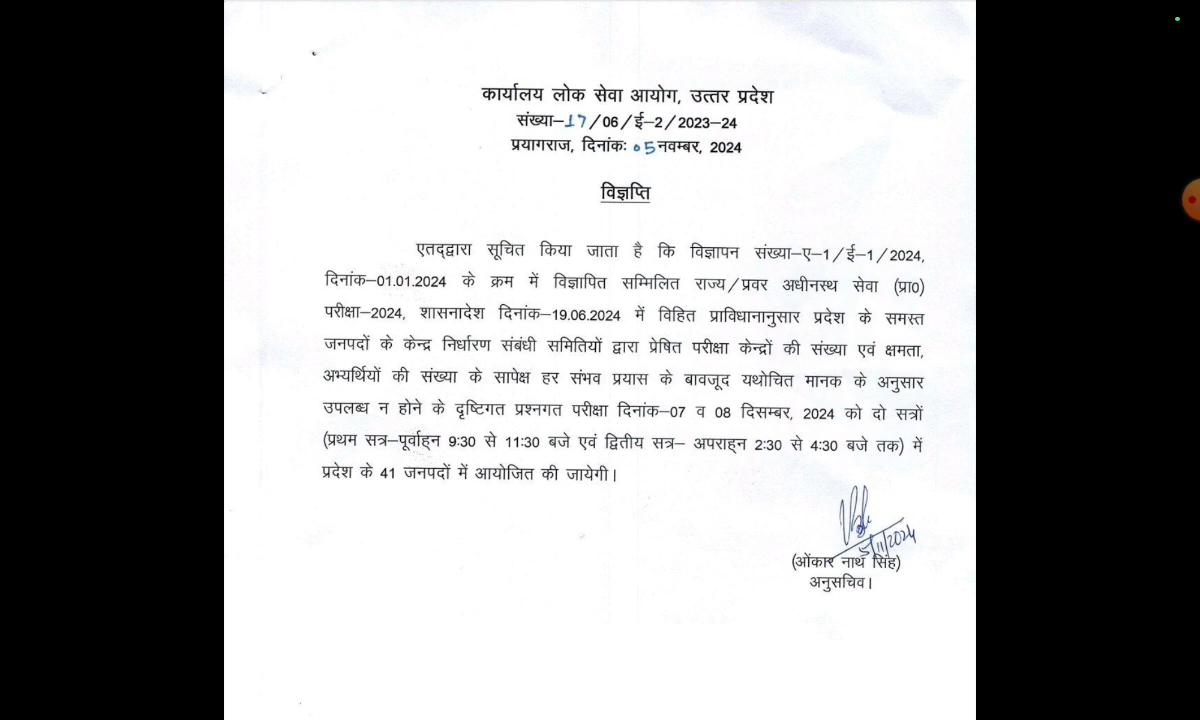 कार्यालय लोक सेवा आयोग, उत्तर प्रदेश
संख्या–17/06/ई–2/2023–24
प्रयागराज, दिनांकः 05 नवम्बर, 2024
विज्ञप्ति
एतद्द्वारा सूचित किया जाता है कि विज्ञापन संख्या–ए–1/ई–1/2024,
दिनांक–01.01.2024 के क्रम में विज्ञापित सम्मिलित राज्य/प्रवर अधीनस्थ सेवा (प्रा0)
परीक्षा–2024, शासनादेश दिनांक–19.06.2024 में विहित प्राविधानानुसार प्रदेश के समस्त
जनपदों के केन्द्र निर्धारण संबंधी समितियों द्वारा प्रेषित परीक्षा केन्द्रों की संख्या एवं क्षमता,
अभ्यर्थियों की संख्या के सापेक्ष हर संभव प्रयास के बावजूद यथोचित मानक के अनुसार
उपलब्ध न होने के दृष्टिगत प्रश्नगत परीक्षा दिनांक–07 व 08 दिसम्बर, 2024 को दो सत्रों
(प्रथम सत्र–पूर्वाह्न 9:30 से 11:30 बजे एवं द्वितीय सत्र– अपराह्न 2:30 से 4:30 बजे तक) में
प्रदेश के 41 जनपदों में आयोजित की जायेगी।
5/11/2024
(ओंकार नाथ सिंह)
अनुसचिव।